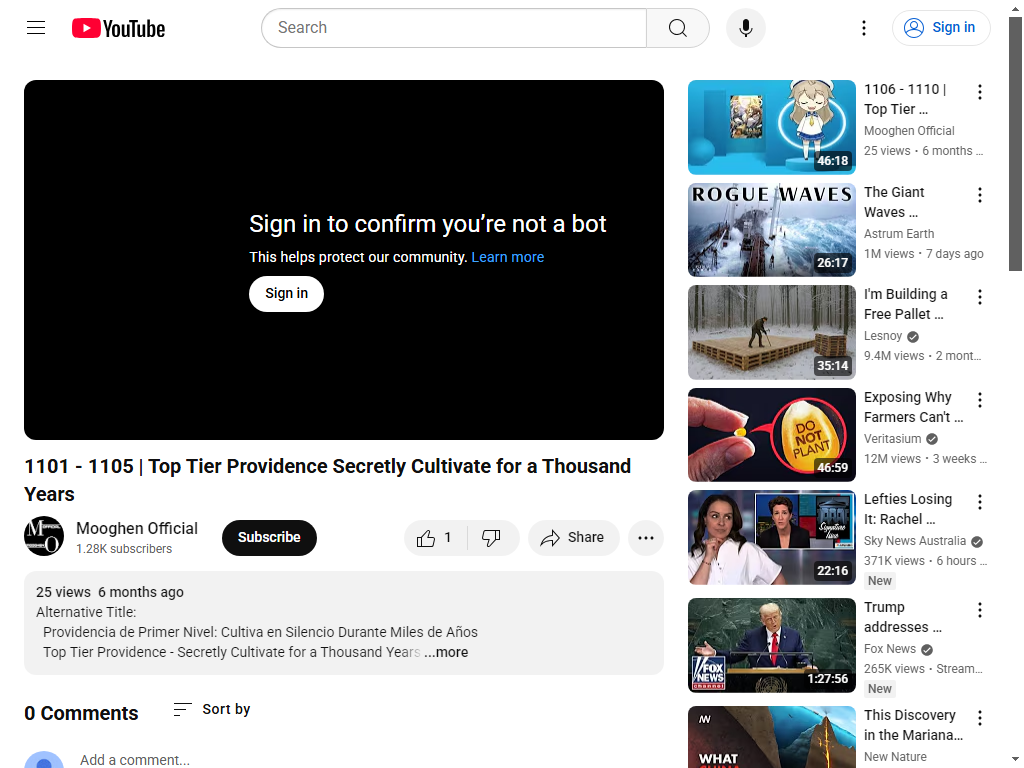 YouTube
Search
Sign in
Sign in to confirm you’re not a bot
This helps protect our community. Learn more
Sign in
1101 - 1105 | Top Tier Providence Secretly Cultivate for a Thousand
Years
Mooghen Official
1.28K subscribers
Subscribe
1
Share
25 views 6 months ago
Alternative Title:
Providencia de Primer Nivel: Cultiva en Silencio Durante Miles de Años
Top Tier Providence - Secretly Cultivate for a Thousand Years ...more
0 Comments
Sort by
Add a comment...
46:18
1106 - 1110 |
Top Tier ...
Mooghen Official
25 views • 6 months ...
ROGUE WAVES
26:17
The Giant
Waves ...
Astrum Earth
1M views • 7 days ago
35:14
I'm Building a
Free Pallet ...
Lesnoy
9.4M views • 2 mont...
DO
NOT
PLANT
46:59
Exposing Why
Farmers Can't ...
Veritasium
12M views • 3 weeks ...
Signature
Tune
22:16
Lefties Losing
It: Rachel ...
Sky News Australia
371K views • 6 hours ...
New
FOX
NEWS
channel
1:27:56
Trump
addresses ...
Fox News
265K views • Stream...
New
WHAT
This Discovery
in the Mariana...
New Nature